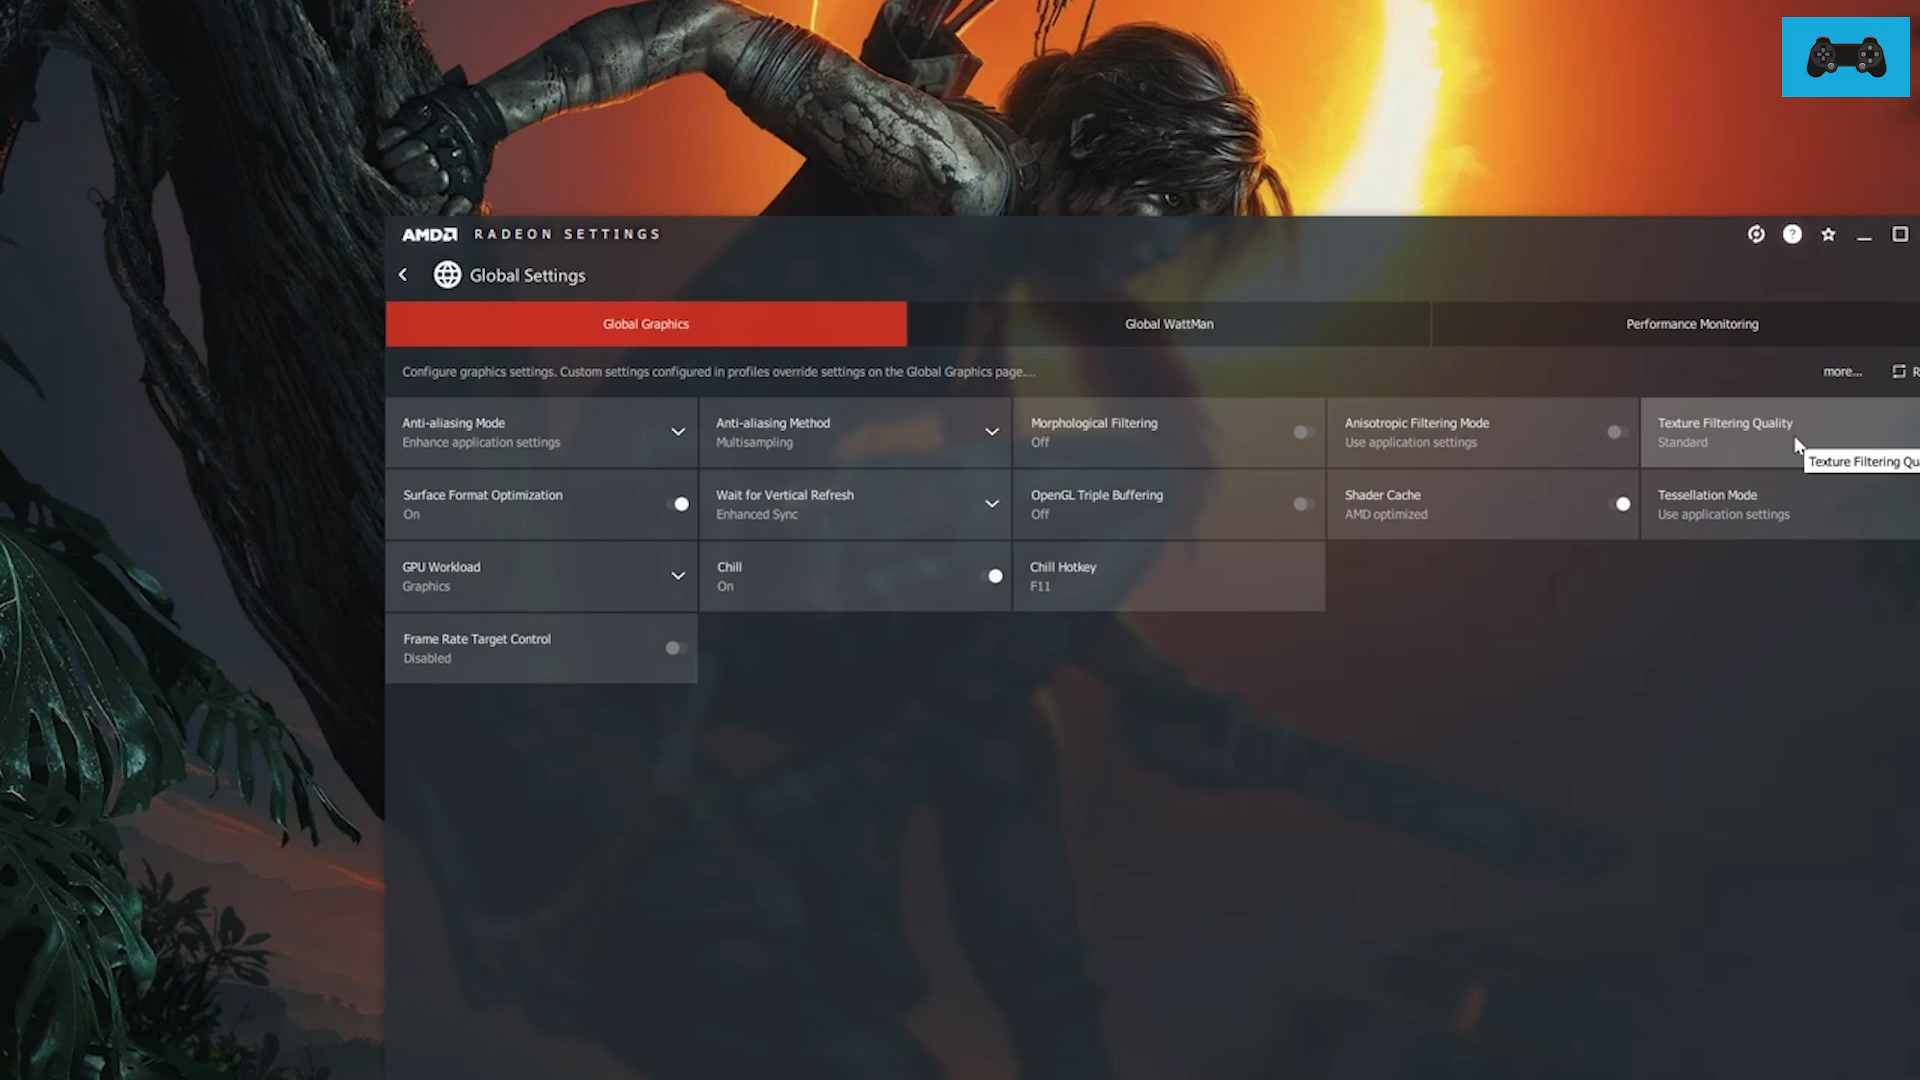 AMD RADEON SETTINGS
Global Settings
Global Graphics
Global WattMan
Performance Monitoring
Configure graphics settings. Custom settings configured in profiles override settings on the Global Graphics page....
more...
R
Anti-aliasing Mode
Enhance application settings
Anti-aliasing Method
Multisampling
Morphological Filtering
Off
Anisotropic Filtering Mode
Use application settings
Texture Filtering Quality
Standard
Texture Filtering Qu
Surface Format Optimization
On
Wait for Vertical Refresh
Enhanced Sync
OpenGL Triple Buffering
Off
Shader Cache
AMD optimized
Tessellation Mode
Use application settings
GPU Workload
Graphics
Chill
On
Chill Hotkey
F11
Frame Rate Target Control
Disabled